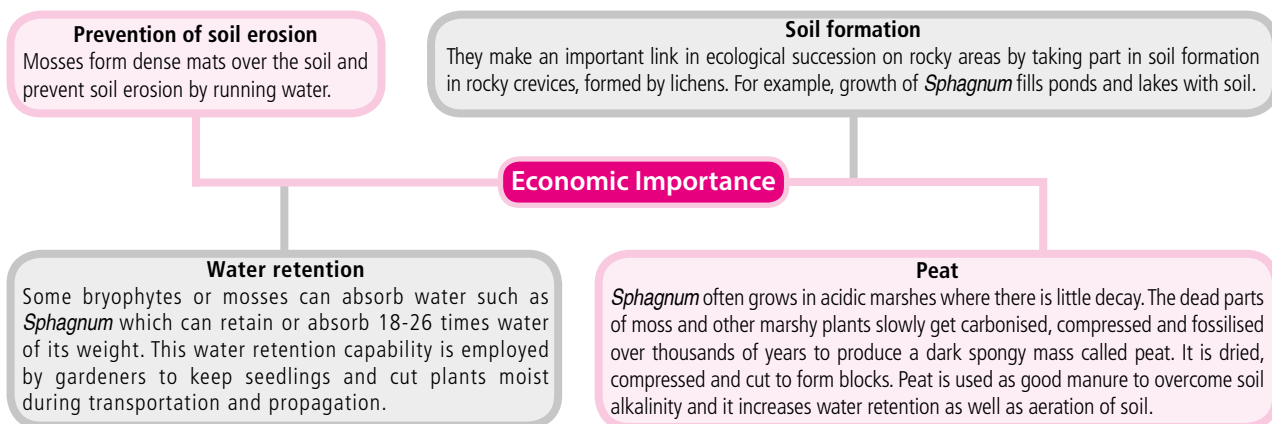 Prevention of soil erosion
Mosses form dense mats over the soil and
prevent soil erosion by running water.
Soil formation
They make an important link in ecological succession on rocky areas by taking part in soil formation
in rocky crevices, formed by lichens. For example, growth of Sphagnum fills ponds and lakes with soil.
Economic Importance
Water retention
Some bryophytes or mosses can absorb water such as
Sphagnum which can retain or absorb 18-26 times water
of its weight. This water retention capability is employed
by gardeners to keep seedlings and cut plants moist
during transportation and propagation.
Peat
Sphagnum often grows in acidic marshes where there is little decay. The dead parts
of moss and other marshy plants slowly get carbonised, compressed and fossilised
over thousands of years to produce a dark spongy mass called peat. It is dried,
compressed and cut to form blocks. Peat is used as good manure to overcome soil
alkalinity and it increases water retention as well as aeration of soil.